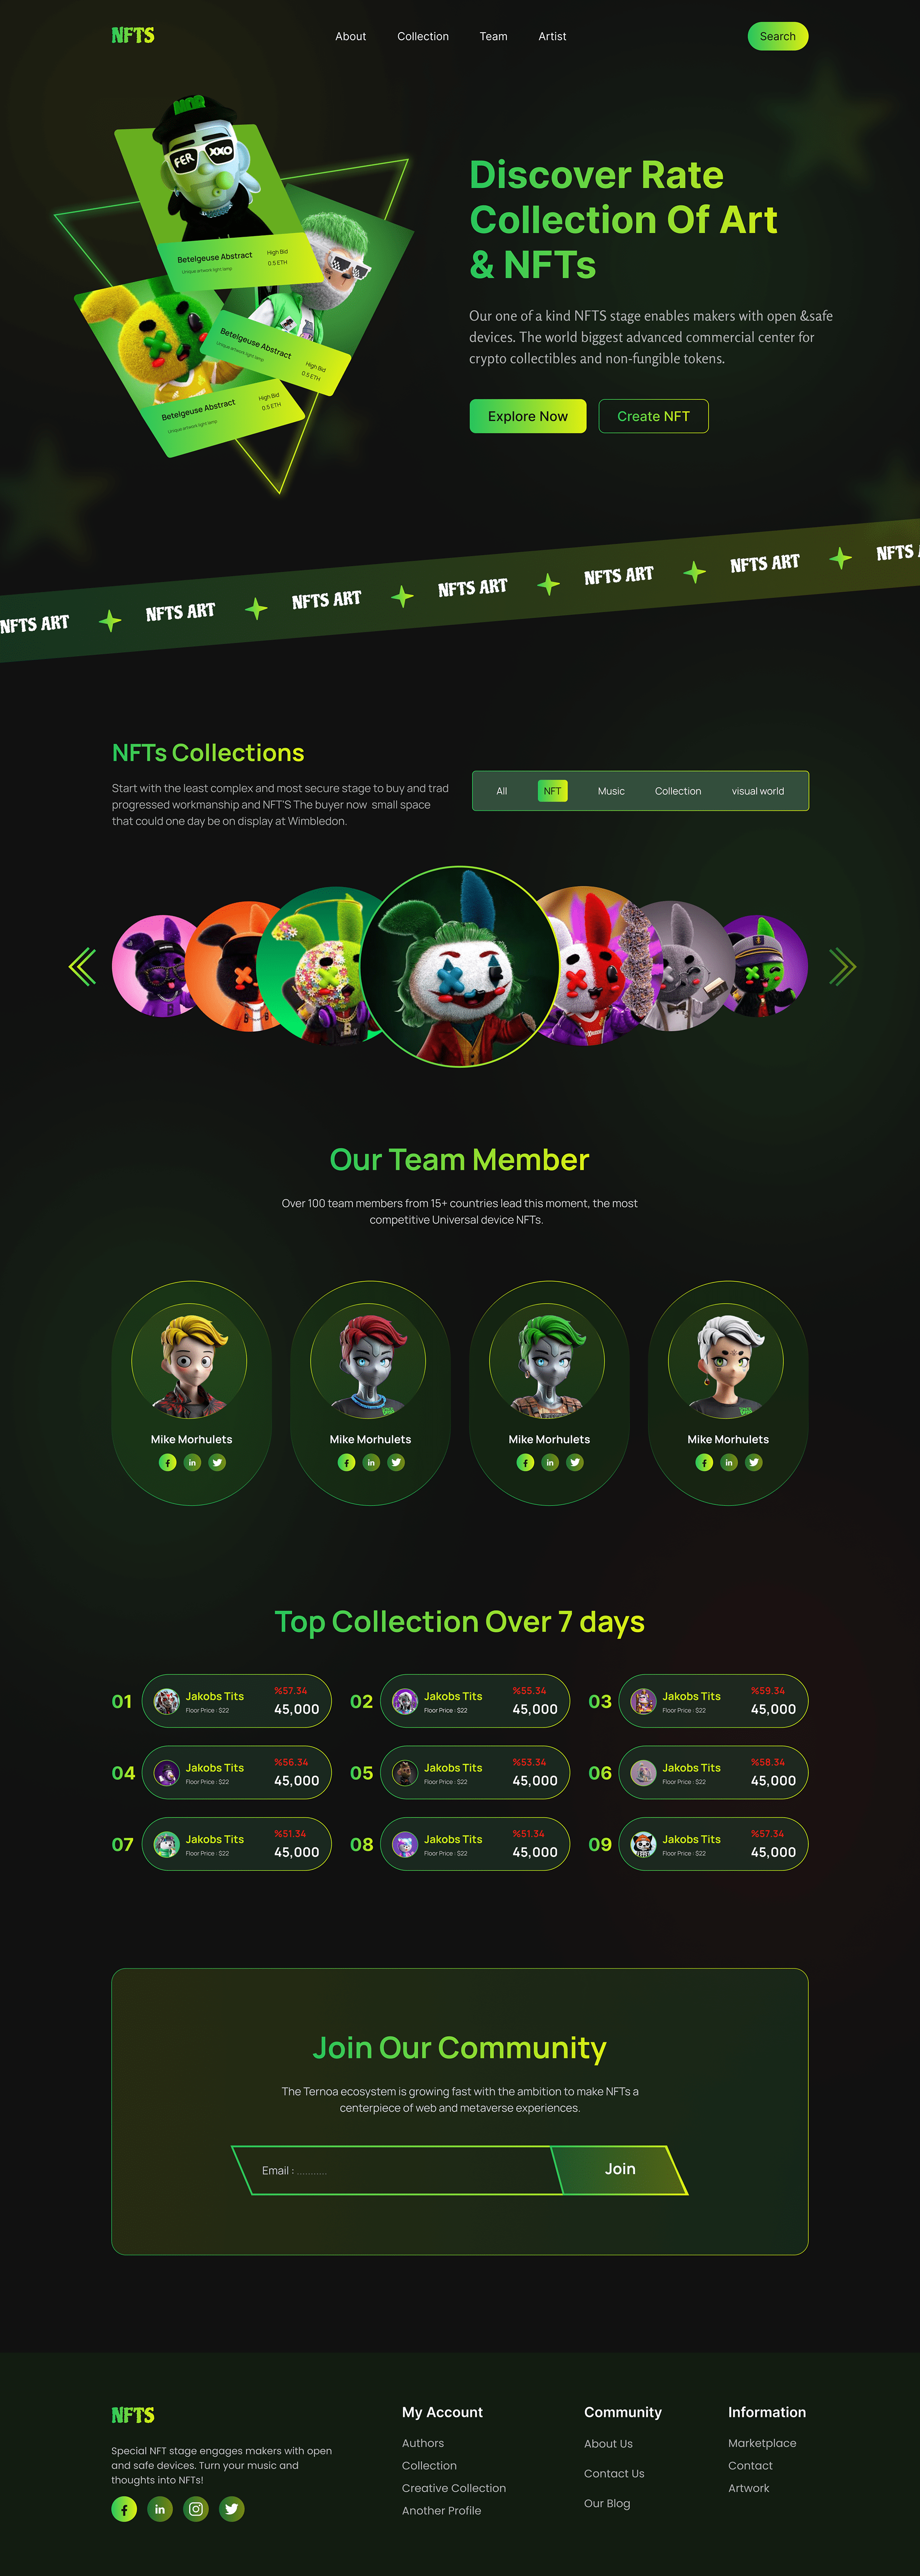 NFTS
About
Collection
Team
Artist
Search
MOB
FER XXO
Betelgeuse Abstract
Unique artwork light lamp
High Bid
0.5 ETH
Betelgeuse Abstract
Unique artwork light lamp
High Bid
0.5 ETH
Betelgeuse Abstract
Unique artwork light lamp
High Bid
0.5 ETH
Discover Rate
Collection Of Art
& NFTs
Our one of a kind NFTS stage enables makers with open &safe
devices. The world biggest advanced commercial center for
crypto collectibles and non-fungible tokens.
Explore Now
Create NFT
NFTS ART NFTS ART NFTS ART NFTS ART NFTS ART NFTS ART NFTS
NFTs Collections
Start with the least complex and most secure stage to buy and trad
progressed workmanship and NFT'S The buyer now small space
that could one day be on display at Wimbledon.
All
NFT
Music
Collection
visual world
Our Team Member
Over 100 team members from 15+ countries lead this moment, the most
competitive Universal device NFTs.
Mike Morhulets
Mike Morhulets
Mike Morhulets
Mike Morhulets
Top Collection Over 7 days
01
Jakobs Tits
Floor Price : $22
%57.34
45,000
02
Jakobs Tits
Floor Price : $22
%55.34
45,000
03
Jakobs Tits
Floor Price : $22
%59.34
45,000
04
Jakobs Tits
Floor Price : $22
%56.34
45,000
05
Jakobs Tits
Floor Price : $22
%53.34
45,000
06
Jakobs Tits
Floor Price : $22
%58.34
45,000
07
Jakobs Tits
Floor Price : $22
%51.34
45,000
08
Jakobs Tits
Floor Price : $22
%51.34
45,000
09
Jakobs Tits
Floor Price : $22
%57.34
45,000
Join Our Community
The Ternoa ecosystem is growing fast with the ambition to make NFTs a
centerpiece of web and metaverse experiences.
Email : ...........
Join
NFTS
Special NFT stage engages makers with open
and safe devices. Turn your music and
thoughts into NFTs!
My Account
Authors
Collection
Creative Collection
Another Profile
Community
About Us
Contact Us
Our Blog
Information
Marketplace
Contact
Artwork